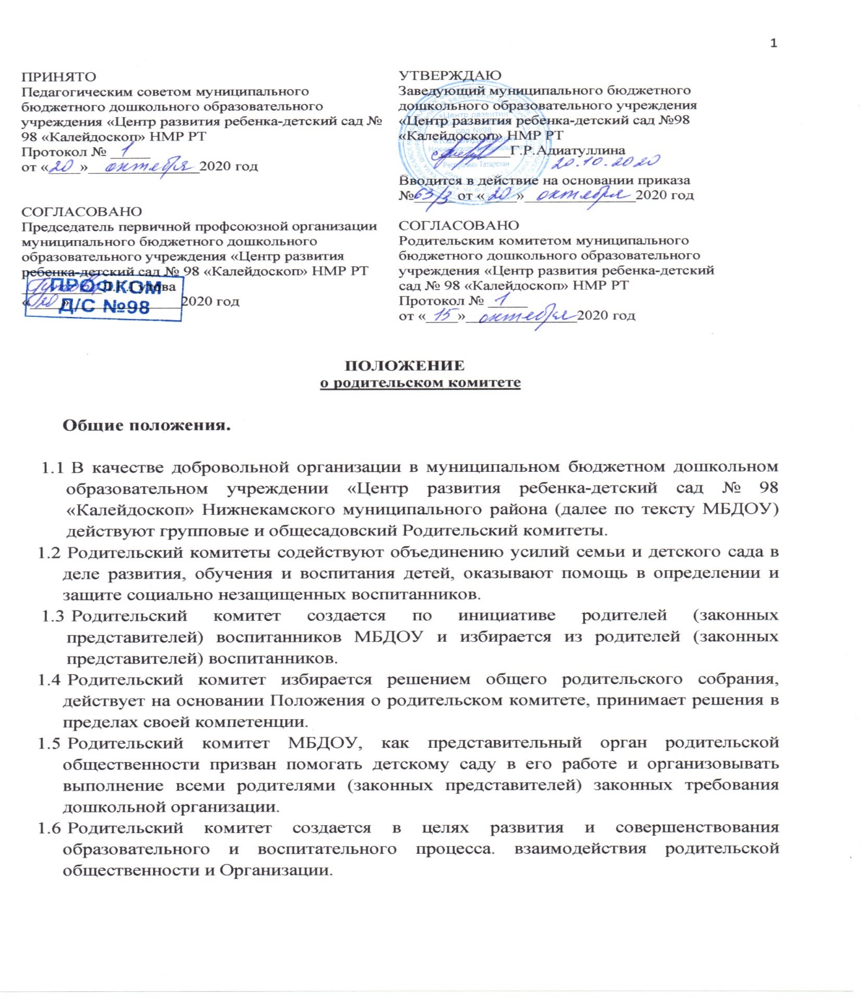 1
ПРИНЯТО
Педагогическим советом муниципального
бюджетного дошкольного образовательного
учреждения «Центр развития ребенка-детский сад №
98 «Калейдоскоп» НМР РТ
Протокол № 1
от «20» октября 2020 год
УТВЕРЖДАЮ
Заведующий муниципального бюджетного
дошкольного образовательного учреждения
«Центр развития ребенка-детский сад №98
«Калейдоскоп» НМР РТ
Г.Р.Адиатуллина
20.10.2020
Вводится в действие на основании приказа
№ 63/3 от «20» октября 2020 год
«Центр развития
сад №98
Республики Татарстан
СОГЛАСОВАНО
Председатель первичной профсоюзной организации
муниципального бюджетного дошкольного
образовательного учреждения «Центр развития
ребенка-детский сад № 98 «Калейдоскоп» НМР РТ
Гутова
«20» 2020 год
ПРОФКОМ
Д/С №98
СОГЛАСОВАНО
Родительским комитетом муниципального
бюджетного дошкольного образовательного
учреждения «Центр развития ребенка-детский
сад № 98 «Калейдоскоп» НМР РТ
Протокол № 1
от «15» октября 2020 год
ПОЛОЖЕНИЕ
о родительском комитете
Общие положения.
1.1 В качестве добровольной организации в муниципальном бюджетном дошкольном
образовательном учреждении «Центр развития ребенка-детский сад № 98
«Калейдоскоп» Нижнекамского муниципального района (далее по тексту МБДОУ)
действуют групповые и общесадовский Родительский комитеты.
1.2 Родительский комитеты содействуют объединению усилий семьи и детского сада в
деле развития, обучения и воспитания детей, оказывают помощь в определении и
защите социально незащищенных воспитанников.
1.3 Родительский комитет создается по инициативе родителей (законных
представителей) воспитанников МБДОУ и избирается из родителей (законных
представителей) воспитанников.
1.4 Родительский комитет избирается решением общего родительского собрания,
действует на основании Положения о родительском комитете, принимает решения в
пределах своей компетенции.
1.5 Родительский комитет МБДОУ, как представительный орган родительской
общественности призван помогать детскому саду в его работе и организовывать
выполнение всеми родителями (законных представителей) законных требования
дошкольной организации.
1.6 Родительский комитет создается в целях развития и совершенствования
образовательного и воспитательного процесса. взаимодействия родительской
общественности и Организации.